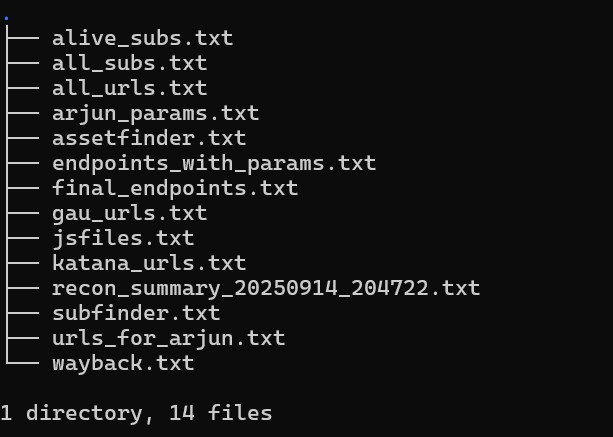 .
├── alive_subs.txt
├── all_subs.txt
├── all_urls.txt
├── arjun_params.txt
├── assetfinder.txt
├── endpoints_with_params.txt
├── final_endpoints.txt
├── gau_urls.txt
├── jsfiles.txt
├── katana_urls.txt
├── recon_summary_20250914_204722.txt
├── subfinder.txt
├── urls_for_arjun.txt
└── wayback.txt
1 directory, 14 files